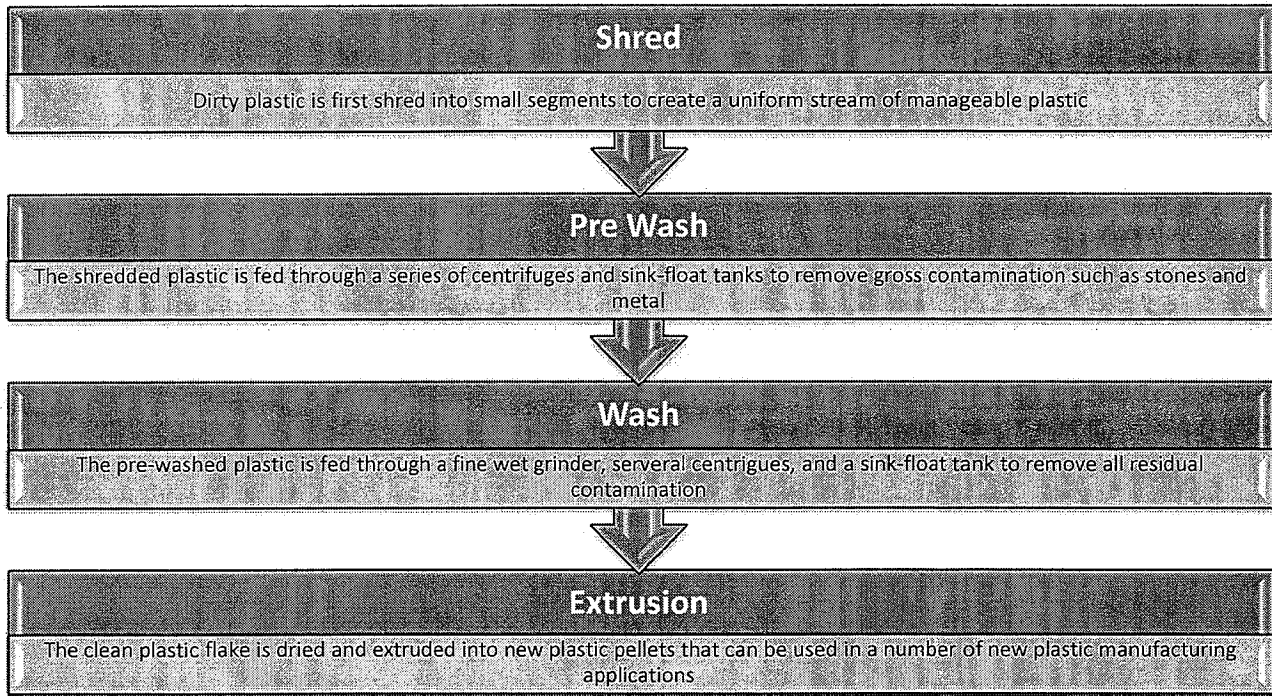 Shred
Dirty plastic is first shred into small segments to create a uniform stream of manageable plastic
Pre Wash
The shredded plastic is fed through a series of centrifuges and sink-float tanks to remove gross contamination such as stones and
metal
Wash
The pre-washed plastic is fed through a fine wet grinder, serveral centrigues, and a sink-float tank to remove all residual
contamination
Extrusion
The clean plastic flake is dried and extruded into new plastic pellets that can be used in a number of new plastic manufacturing
applications